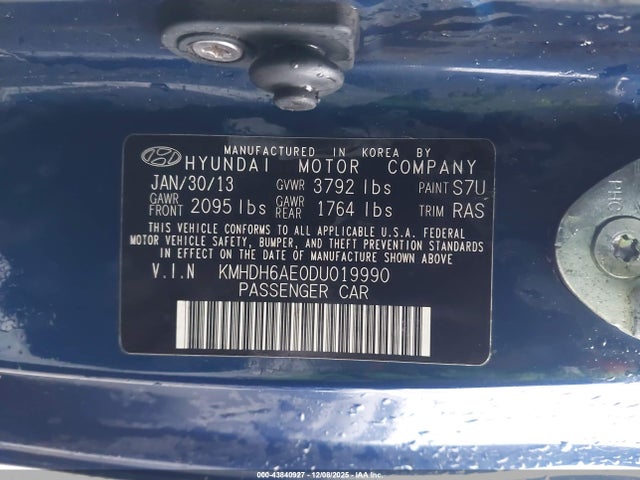 MANUFACTURED IN KOREA BY
HYUNDAI MOTOR COMPANY
JAN/30/13 GVWR 3792 lbs PAINT S7U
GAWR FRONT 2095 lbs GAWR REAR 1764 lbs TRIM RAS
THIS VEHICLE CONFORMS TO ALL APPLICABLE U.S.A. FEDERAL
MOTOR VEHICLE SAFETY, BUMPER, AND THEFT PREVENTION STANDARDS
IN EFFECT ON THE DATE OF MANUFACTURE SHOWN ABOVE.
V.I.N KMHDH6AE0DU019990
PASSENGER CAR
PHC
000-43840927 - 12/08/2025 - IAA Inc.